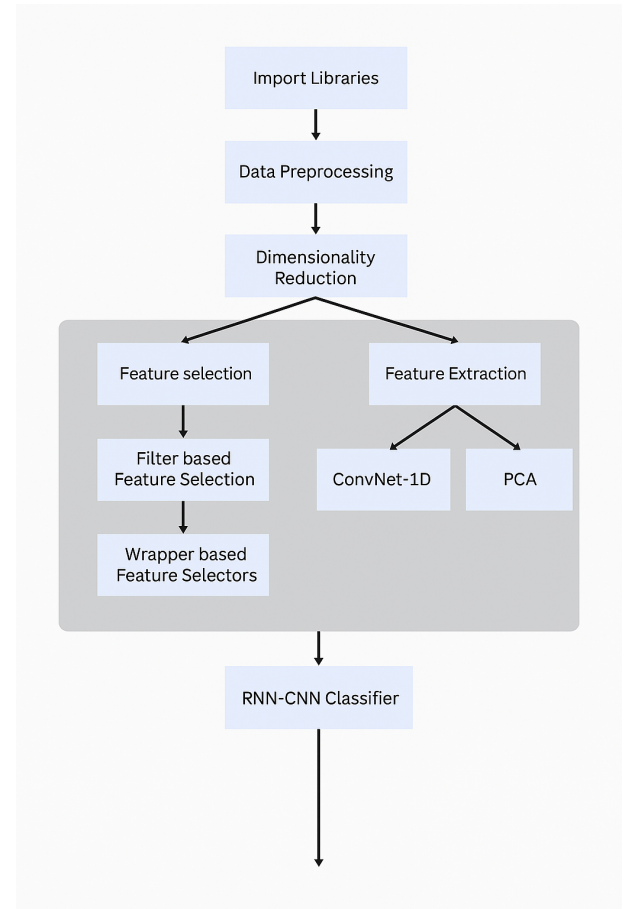 Import Libraries
Data Preprocessing
Dimensionality
Reduction
Feature selection
Feature Extraction
Filter based
Feature Selection
ConvNet-1D
PCA
Wrapper based
Feature Selectors
RNN-CNN Classifier